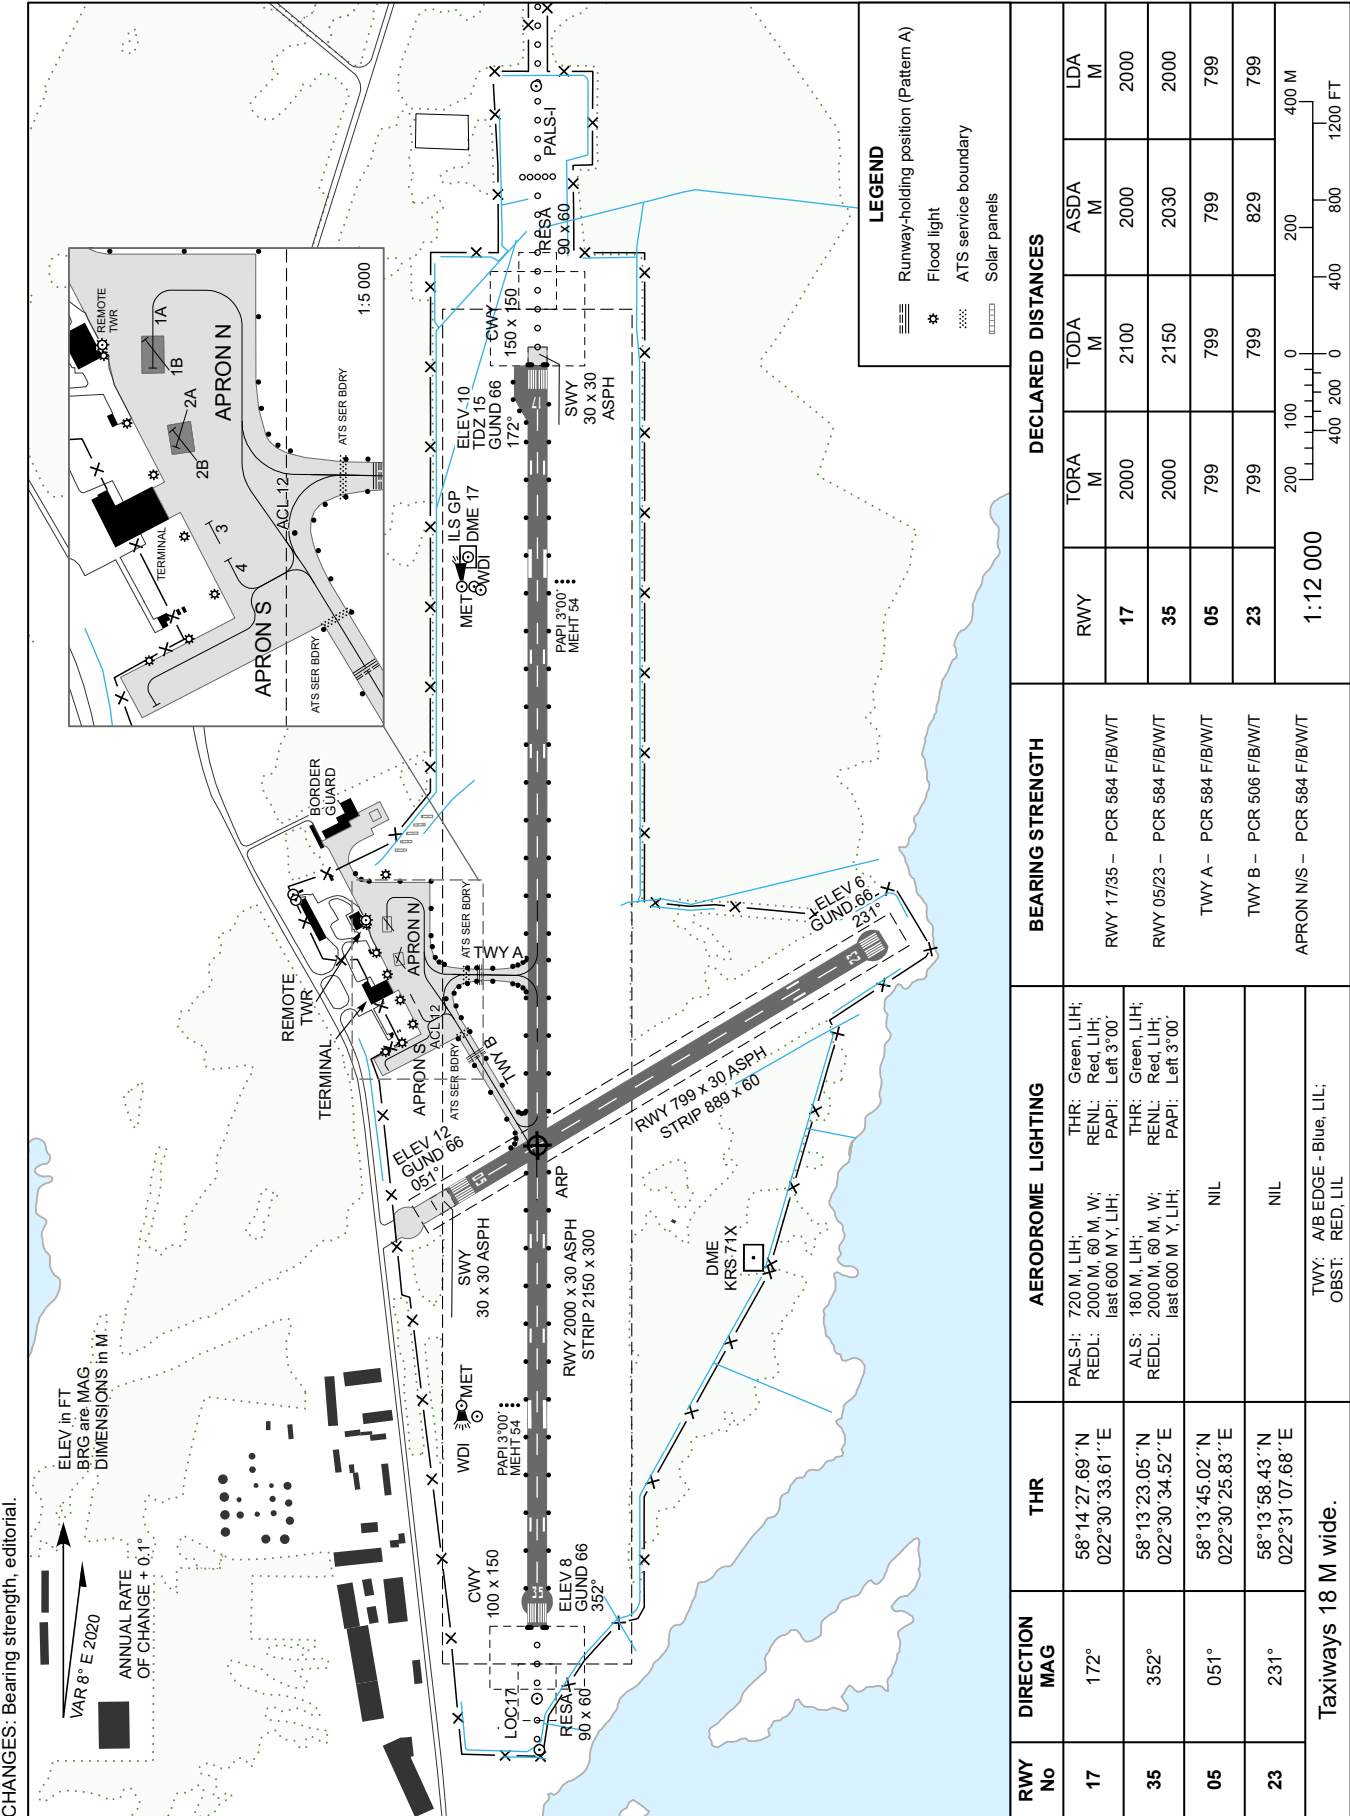 CHANGES: Bearing strength, editorial.
ELEV in FT
BRG are MAG
DIMENSIONS in M
VAR 8° E 2020
ANNUAL RATE
OF CHANGE + 0.1°
1:5 000
REMOTE
TWR
1A
1B
2A
2B
3
4
APRON N
APRON S
TERMINAL
ACL 12
ATS SER BDRY
ATS SER BDRY
BORDER
GUARD
REMOTE
TWR
TERMINAL
APRON N
APRON S
ACL 12
ATS SER BDRY
ATS SER BDRY
TWY A
TWY B
ELEV 12
GUND 66
051°
05
SWY
30 x 30 ASPH
ARP
RWY 2000 x 30 ASPH
STRIP 2150 x 300
RWY 799 x 30 ASPH
STRIP 889 x 60
ELEV 6
GUND 66
231°
23
DME
KRS 71X
WDI
MET
PAPI 3°00´
MEHT 54
CWY
100 x 150
35
ELEV 8
GUND 66
352°
LOC17
RESA
90 x 60
MET
WDI
ILS GP
DME 17
PAPI 3°00´
MEHT 54
ELEV 10
TDZ 15
GUND 66
172°
17
CWY
150 x 150
SWY
30 x 30
ASPH
RESA
90 x 60
PALS-I
LEGEND
Runway-holding position (Pattern A)
Flood light
ATS service boundary
Solar panels
RWY No
DIRECTION MAG
THR
AERODROME LIGHTING
BEARING STRENGTH
DECLARED DISTANCES
17 172° 58°14´27.69´´N 022°30´33.61´´E
35 352° 58°13´23.05´´N 022°30´34.52´´E
05 051° 58°13´45.02´´N 022°30´25.83´´E
23 231° 58°13´58.43´´N 022°31´07.68´´E
Taxiways 18 M wide.
PALS-I: 720 M, LIH; THR: Green, LIH;
REDL: 2000 M, 60 M, W; RENL: Red, LIH;
last 600 M Y, LIH; PAPI: Left 3°00´
ALS: 180 M, LIH; THR: Green, LIH;
REDL: 2000 M, 60 M, W; RENL: Red, LIH;
last 600 M Y, LIH; PAPI: Left 3°00´
NIL
NIL
TWY: A/B EDGE - Blue, LIL;
OBST: RED, LIL
RWY 17/35 – PCR 584 F/B/W/T
RWY 05/23 – PCR 584 F/B/W/T
TWY A – PCR 584 F/B/W/T
TWY B – PCR 506 F/B/W/T
APRON N/S – PCR 584 F/B/W/T
RWY TORA M TODA M ASDA M LDA M
17 2000 2100 2000 2000
35 2000 2150 2030 2000
05 799 799 799 799
23 799 799 829 799
1:12 000
200 100 0 200 400 M
400 200 0 400 800 1200 FT